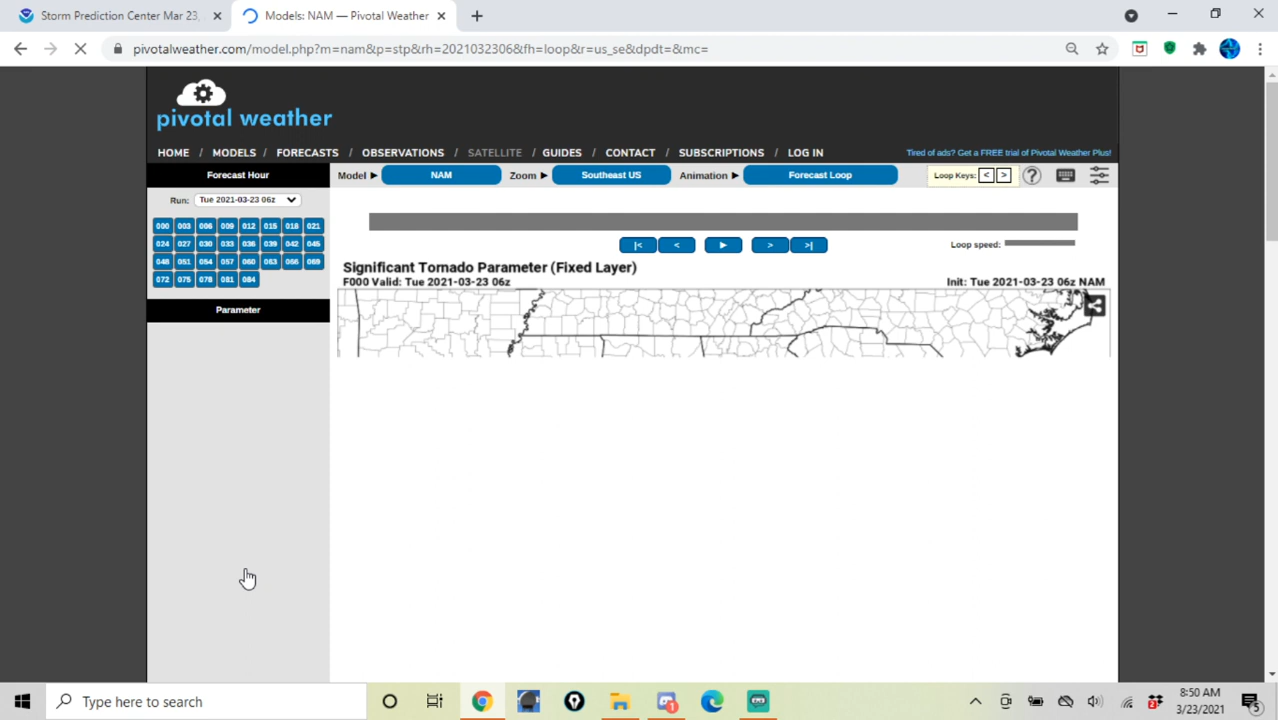 Storm Prediction Center Mar 23,
Models: NAM — Pivotal Weather
pivotalweather.com/model.php?m=nam&p=stp&rh=2021032306&fh=loop&r=us_se&dpdt=&mc=
pivotal weather
HOME / MODELS / FORECASTS / OBSERVATIONS / SATELLITE / GUIDES / CONTACT / SUBSCRIPTIONS / LOG IN
Tired of ads? Get a FREE trial of Pivotal Weather Plus!
Forecast Hour
Model ▶ NAM Zoom ▶ Southeast US Animation ▶ Forecast Loop Loop Keys: < > ?
Run: Tue 2021-03-23 06z
000 003 006 009 012 015 018 021
024 027 030 033 036 039 042 045
048 051 054 057 060 063 066 069
072 075 078 081 084
|< < ▶ > >|
Loop speed:
Significant Tornado Parameter (Fixed Layer)
F000 Valid: Tue 2021-03-23 06z
Init: Tue 2021-03-23 06z NAM
Parameter
Type here to search
1
2
8:50 AM
3/23/2021
5